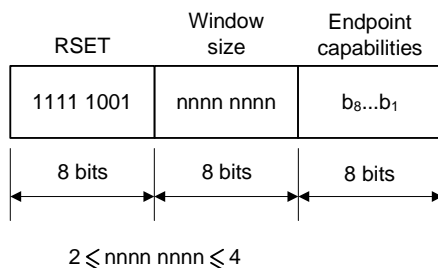 RSET
Window
size
Endpoint
capabilities
1111 1001
nnnn nnnn
b₈...b₁
8 bits
8 bits
8 bits
2 ⩽ nnnn nnnn ⩽ 4